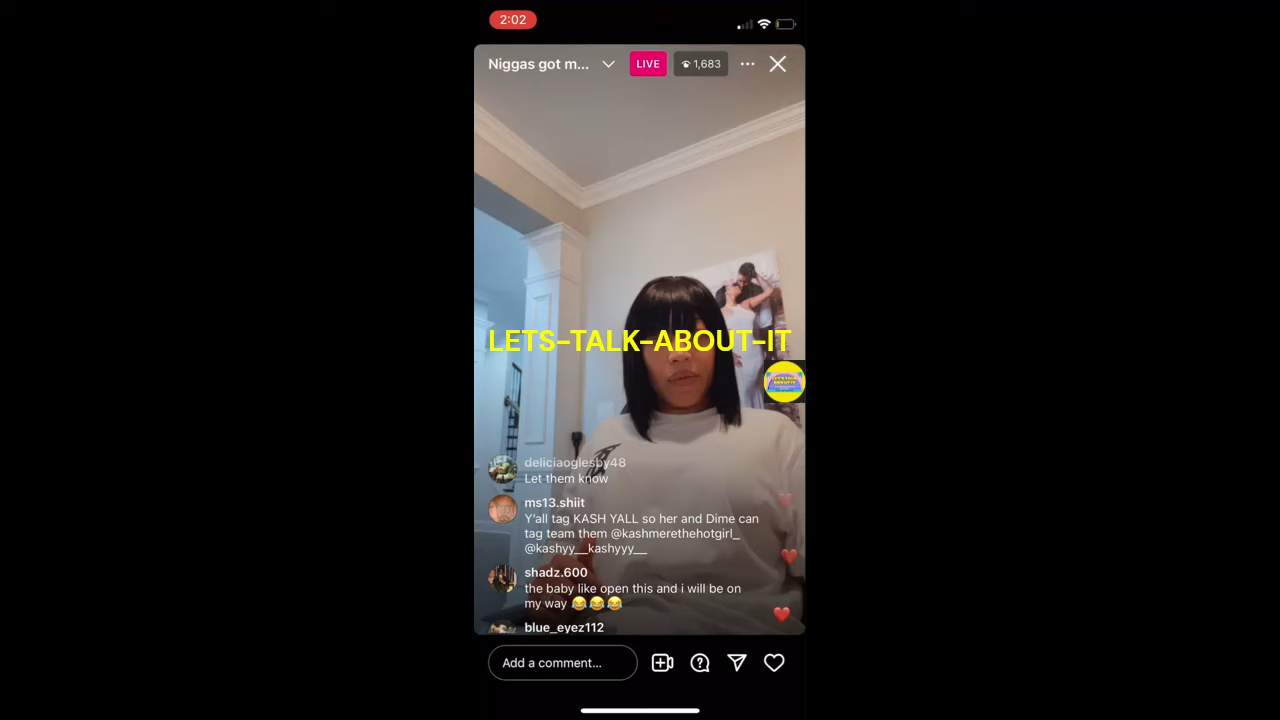 2:02
Niggas got m...
LIVE
1,683
LETS-TALK-ABOUT-IT
deliciaoglesby48
Let them know
ms13.shiit
Y'all tag KASH YALL so her and Dime can
tag team them @kashmerethehotgirl_
@kashyy__kashyyy__
shadz.600
the baby like open this and i will be on
my way 😂😂😂
blue_eyez112
Add a comment...